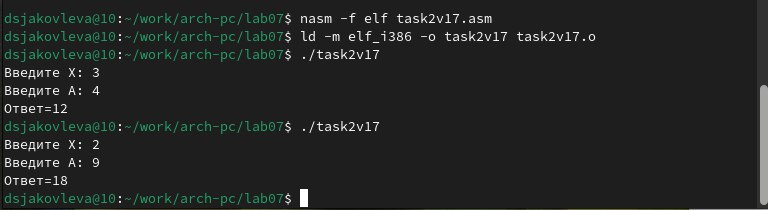 dsjakovleva@10:~/work/arch-pc/lab07$ nasm -f elf task2v17.asm
dsjakovleva@10:~/work/arch-pc/lab07$ ld -m elf_i386 -o task2v17 task2v17.o
dsjakovleva@10:~/work/arch-pc/lab07$ ./task2v17
Введите X: 3
Введите A: 4
Ответ=12
dsjakovleva@10:~/work/arch-pc/lab07$ ./task2v17
Введите X: 2
Введите A: 9
Ответ=18
dsjakovleva@10:~/work/arch-pc/lab07$